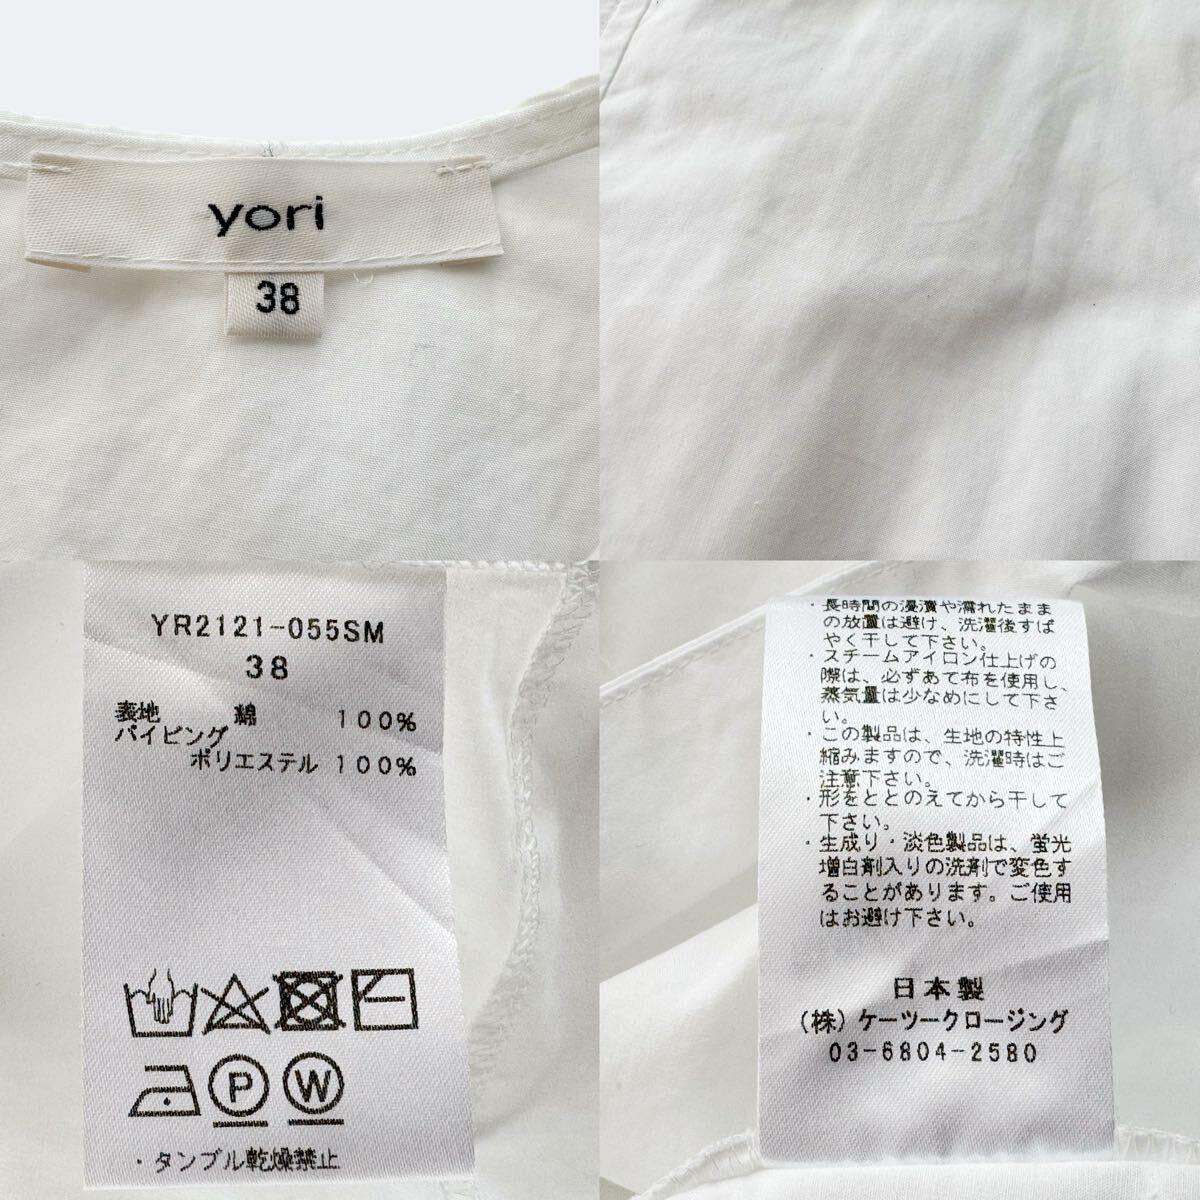 yori
38
YR2121-055SM
38
表地 綿 100%
パイピング
ポリエステル 100%
P
W
・タンブル乾燥禁止
・長時間の浸漬や濡れたまま
の放置は避け、洗濯後すば
やく干して下さい。
・スチームアイロン仕上げの
際は、必ずあて布を使用し、
蒸気量は少なめにして下さ
い。
・この製品は、生地の特性上
縮みますので、洗濯時はご
注意下さい。
・形をととのえてから干して
下さい。
・生成り・淡色製品は、蛍光
増白剤入りの洗剤で変色す
ることがあります。ご使用
はお避け下さい。
日本製
(株)ケーツークロージング
03-6804-2580